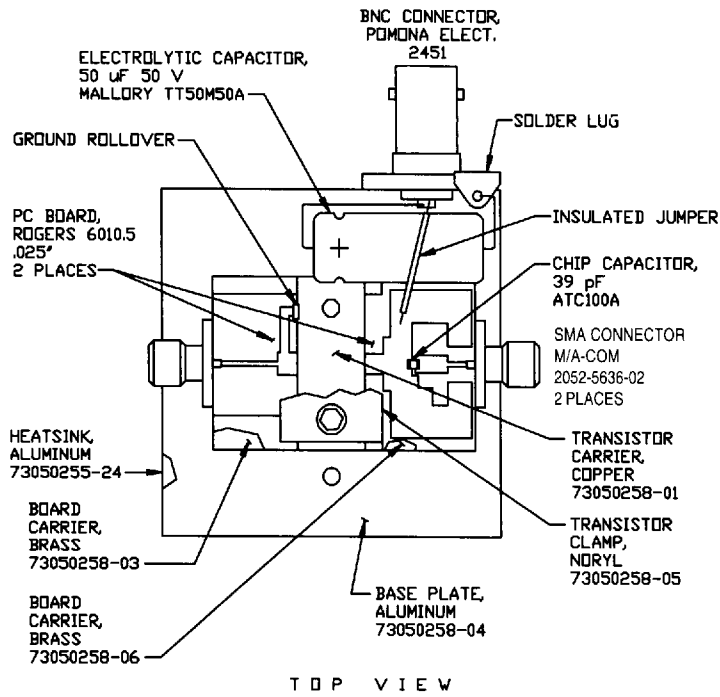 BNC CONNECTOR,
POMONA ELECT.
2451
ELECTROLYTIC CAPACITOR,
50 uF 50 V
MALLORY TT50M50A
SOLDER LUG
GROUND ROLLOVER
PC BOARD,
ROGERS 6010.5
.025"
2 PLACES
INSULATED JUMPER
CHIP CAPACITOR,
39 pF
ATC100A
SMA CONNECTOR
M/A-COM
2052-5636-02
2 PLACES
HEATSINK,
ALUMINUM
73050255-24
TRANSISTOR
CARRIER,
COPPER
73050258-01
BOARD
CARRIER,
BRASS
73050258-03
TRANSISTOR
CLAMP,
NORYL
73050258-05
BOARD
CARRIER,
BRASS
73050258-06
BASE PLATE,
ALUMINUM
73050258-04
TOP VIEW